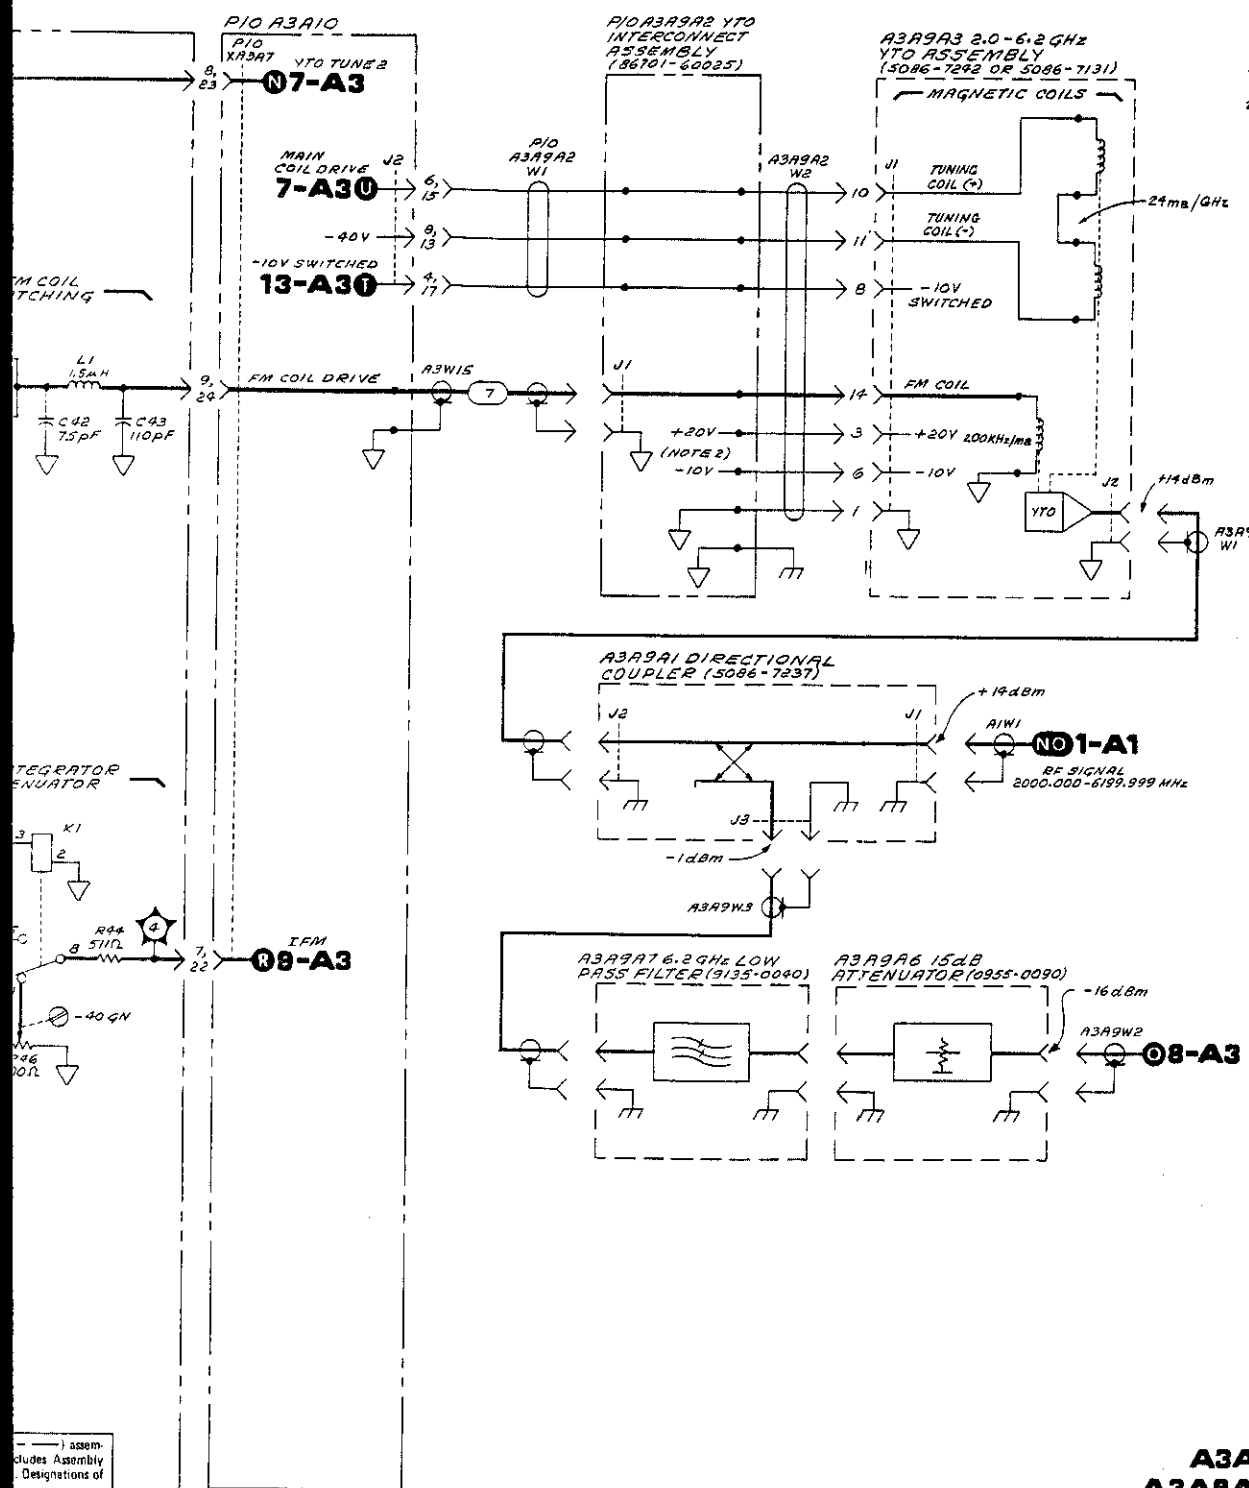 P/O A3A10
P/O
XA3A7
8,
23
YTO TUNE 2
N 7-A3
P/O A3A9A2 YTO
INTERCONNECT
ASSEMBLY
(86701-60025)
A3A9A3 2.0-6.2 GHz
YTO ASSEMBLY
(5086-7242 OR 5086-7131)
MAGNETIC COILS
MAIN
COIL DRIVE
7-A3 U
J2
6,
15
P/O
A3A9A2
W1
A3A9A2
W2
10
J1
TUNING
COIL (+)
24ma/GHz
-40V
8,
13
11
TUNING
COIL (-)
-10V SWITCHED
13-A3 T
4,
17
8
-10V
SWITCHED
FM COIL
TCHING
L1
1.5μH
C42
75pF
C43
110pF
9,
24
FM COIL DRIVE
A3W15
7
J1
14
FM COIL
+20V
3
+20V
200KHz/ma
(NOTE 2)
-10V
6
-10V
1
YTO
J2
+14dBm
A3A9
W1
A3A9A1 DIRECTIONAL
COUPLER (5086-7237)
J2
J1
+14dBm
A1W1
NO 1-A1
RF SIGNAL
2000.000-6199.999 MHz
J3
-1dBm
A3A9W3
TEGRATOR
ENUATOR
3
K1
2
8
R44
511Ω
4
7,
22
IFM
R 9-A3
-40 GN
R46
00Ω
A3A9A7 6.2 GHz LOW
PASS FILTER (9135-0040)
A3A9A6 15dB
ATTENUATOR (0955-0090)
-16dBm
A3A9W2
O 8-A3
) assem-
cludes Assembly
. Designations of
A3A
A3A9A